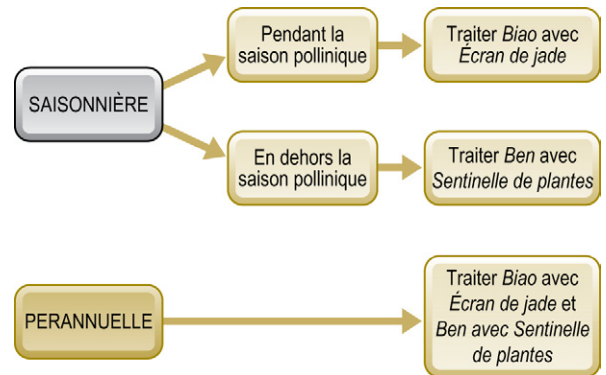 Pendant la
saison pollinique
Traiter Biao avec
Écran de jade
SAISONNIÈRE
En dehors la
saison pollinique
Traiter Ben avec
Sentinelle de plantes
PERANNUELLE
Traiter Biao avec
Écran de jade et
Ben avec Sentinelle
de plantes